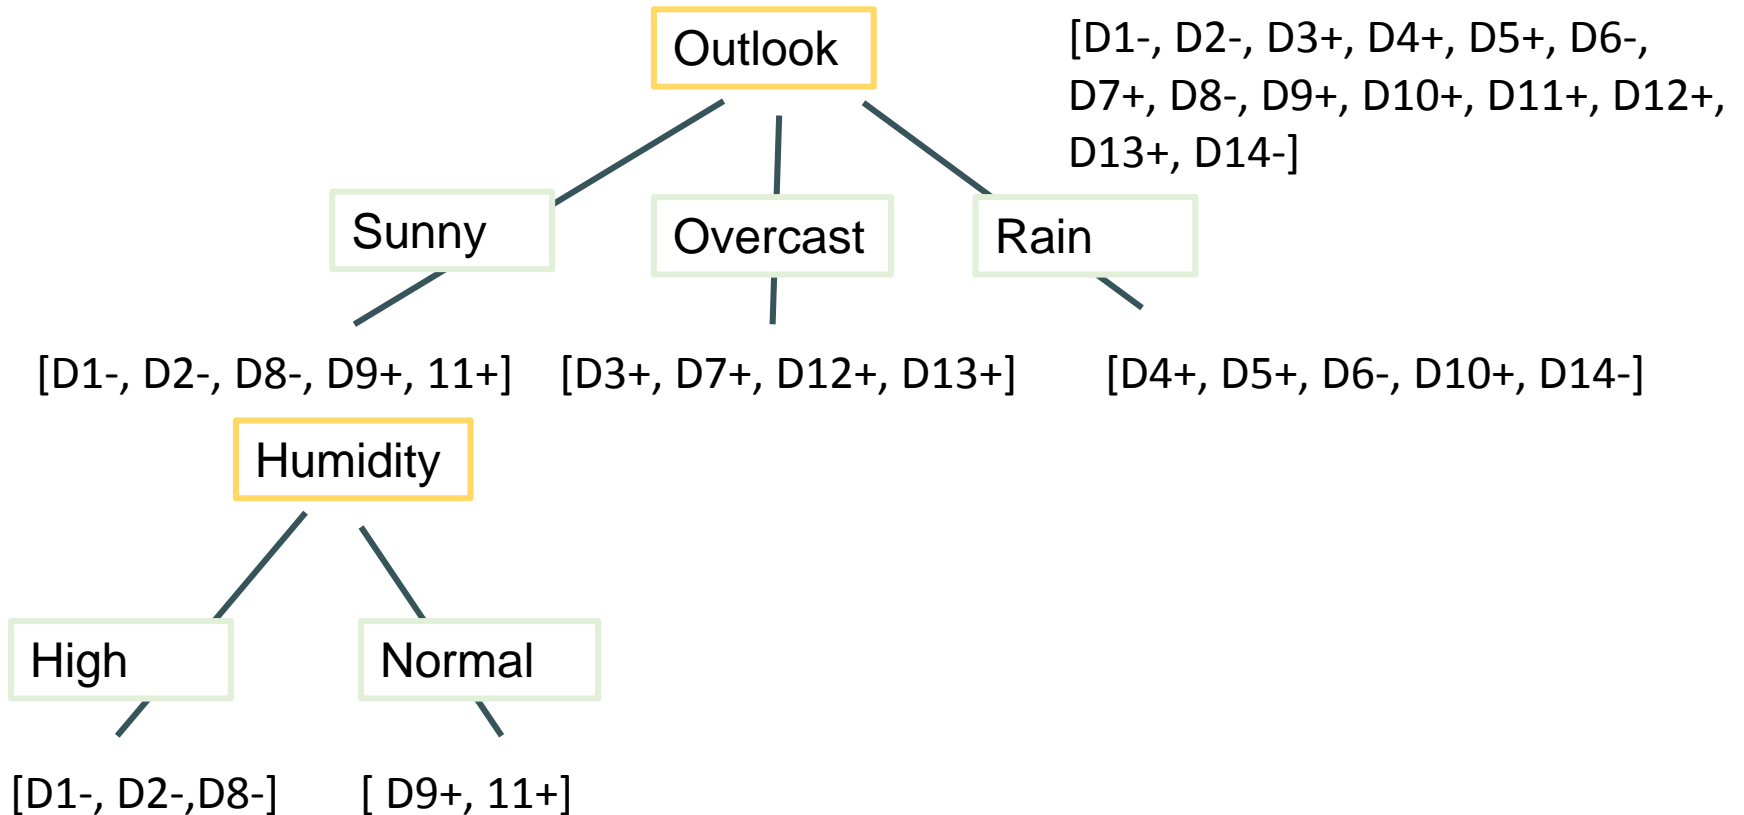 Outlook
[D1-, D2-, D3+, D4+, D5+, D6-,
D7+, D8-, D9+, D10+, D11+, D12+,
D13+, D14-]
Sunny
Overcast
Rain
[D1-, D2-, D8-, D9+, 11+]
[D3+, D7+, D12+, D13+]
[D4+, D5+, D6-, D10+, D14-]
Humidity
High
Normal
[D1-, D2-,D8-]
[ D9+, 11+]